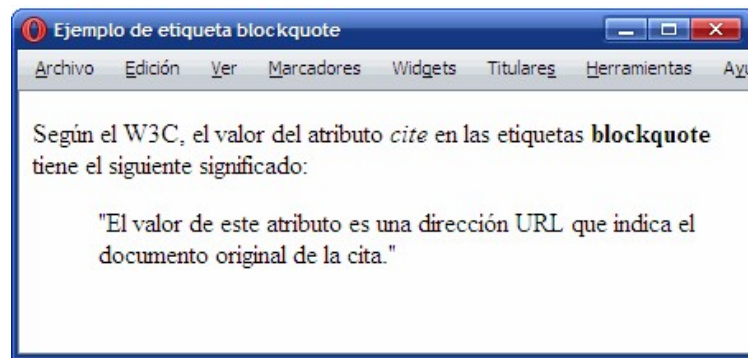 Ejemplo de etiqueta blockquote
Archivo Edición Ver Marcadores Widgets Titulares Herramientas
Según el W3C, el valor del atributo cite en las etiquetas blockquote
tiene el siguiente significado:
"El valor de este atributo es una dirección URL que indica el
documento original de la cita."